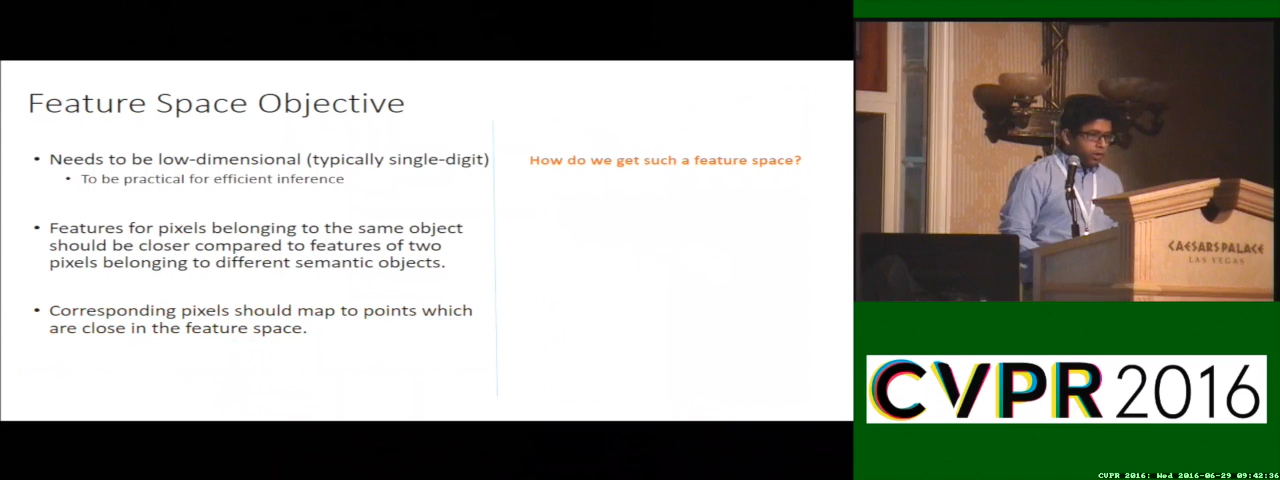 Feature Space Objective
• Needs to be low-dimensional (typically single-digit)
• To be practical for efficient inference
• Features for pixels belonging to the same object
should be closer compared to features of two
pixels belonging to different semantic objects.
• Corresponding pixels should map to points which
are close in the feature space.
How do we get such a feature space?
CAESARS PALACE
LAS VEGAS
CVPR 2016
CVPR 2016: Wed 2016-06-29 09:42:36